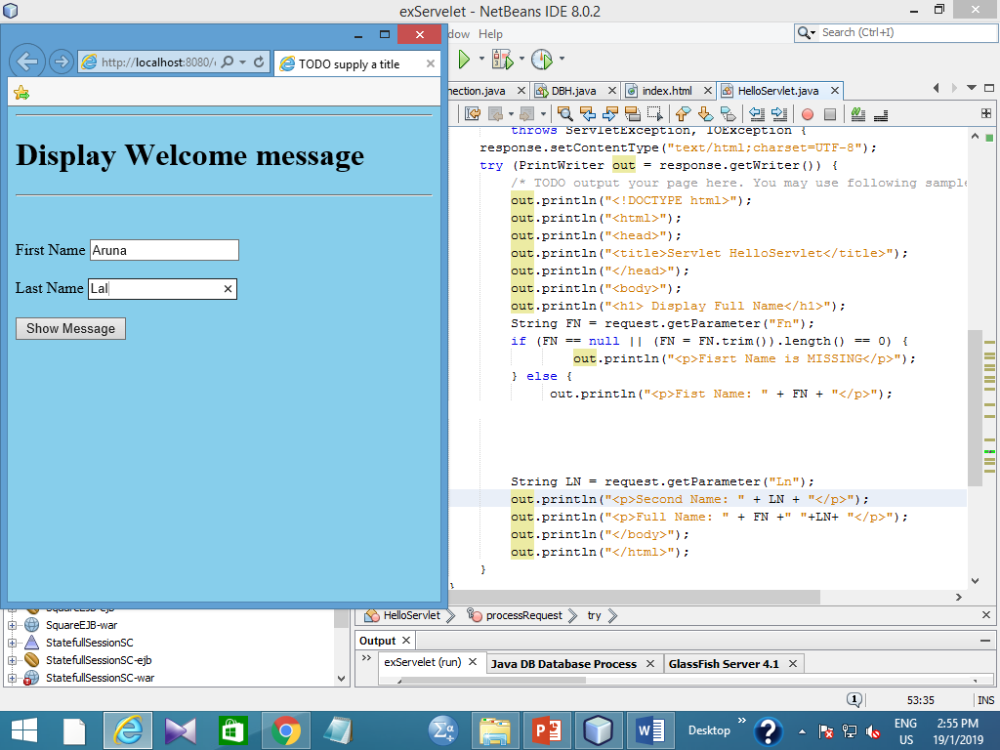 exServelet - NetBeans IDE 8.0.2
dow Help
Search (Ctrl+I)
http://localhost:8080/
TODO supply a title
nection.java DBH.java index.html HelloServlet.java
Display Welcome message
First Name Aruna
Last Name Lal
Show Message
throws ServletException, IOException {
response.setContentType("text/html;charset=UTF-8");
try (PrintWriter out = response.getWriter()) {
/* TODO output your page here. You may use following sample
out.println("<!DOCTYPE html>");
out.println("<html>");
out.println("<head>");
out.println("<title>Servlet HelloServlet</title>");
out.println("</head>");
out.println("<body>");
out.println("<h1> Display Full Name</h1>");
String FN = request.getParameter("Fn");
if (FN == null || (FN = FN.trim()).length() == 0) {
out.println("<p>Fisrt Name is MISSING</p>");
} else {
out.println("<p>Fist Name: " + FN + "</p>");
String LN = request.getParameter("Ln");
out.println("<p>Second Name: " + LN + "</p>");
out.println("<p>Full Name: " + FN +" "+LN+ "</p>");
out.println("</body>");
out.println("</html>");
}
}
SquareEJB-ejb
SquareEJB-war
StatefullSessionSC
StatefullSessionSC-ejb
StatefullSessionSC-war
HelloServlet processRequest try
Output
exServelet (run) Java DB Database Process GlassFish Server 4.1
1 53:35 INS
Desktop
ENG
US
2:55 PM
19/1/2019